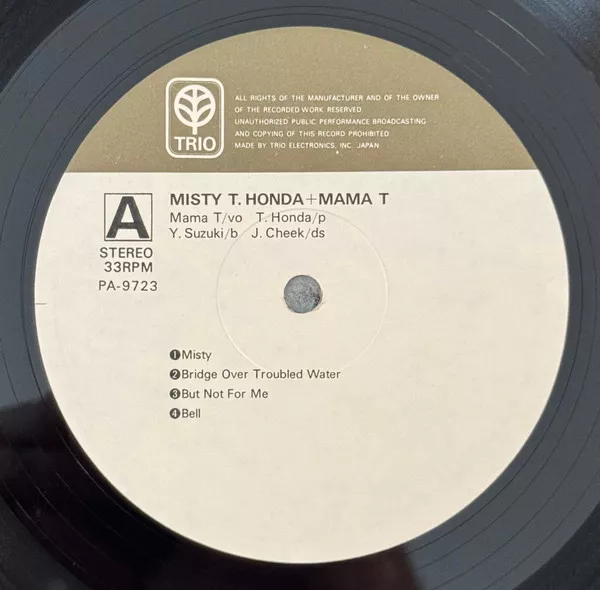 TRIO
ALL RIGHTS OF THE MANUFACTURER AND OF THE OWNER
OF THE RECORDED WORK RESERVED
UNAUTHORIZED PUBLIC PERFORMANCE BROADCASTING
AND COPYING OF THIS RECORD PROHIBITED
MADE BY TRIO ELECTRONICS, INC. JAPAN
A
STEREO
33RPM
PA-9723
MISTY T. HONDA+MAMA T
Mama T/vo T. Honda/p
Y. Suzuki/b J. Cheek/ds
❶Misty
❷Bridge Over Troubled Water
❸But Not For Me
❹Bell